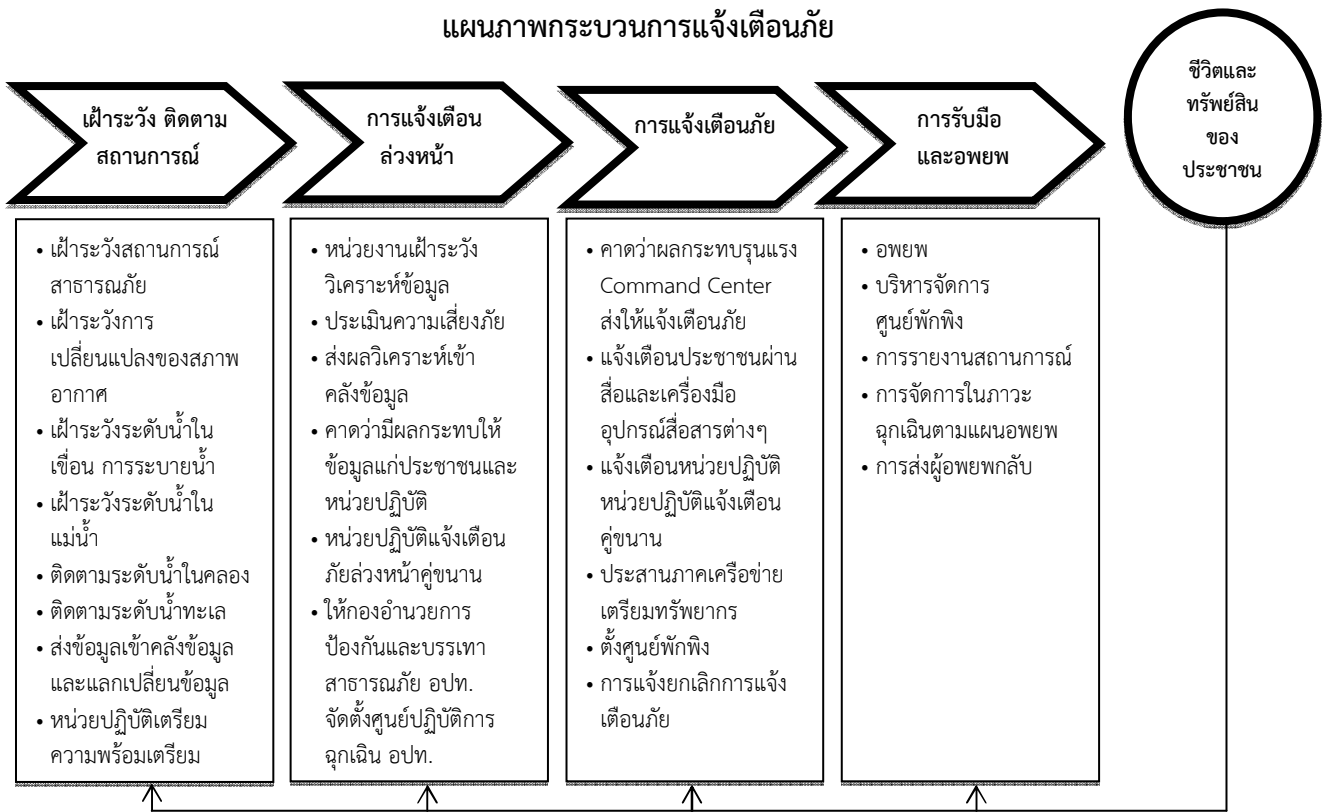 แผนภาพกระบวนการแจ้งเตือนภัย
เฝ้าระวัง ติดตาม
สถานการณ์
การแจ้งเตือน
ล่วงหน้า
การแจ้งเตือนภัย
การรับมือ
และอพยพ
ชีวิตและ
ทรัพย์สิน
ของ
ประชาชน
• เฝ้าระวังสถานการณ์
สาธารณภัย
• เฝ้าระวังการ
เปลี่ยนแปลงของสภาพ
อากาศ
• เฝ้าระวังระดับน้ำใน
เขื่อน การระบายน้ำ
• เฝ้าระวังระดับน้ำใน
แม่น้ำ
• ติดตามระดับน้ำในคลอง
• ติดตามระดับน้ำทะเล
• ส่งข้อมูลเข้าคลังข้อมูล
และแลกเปลี่ยนข้อมูล
• หน่วยปฏิบัติเตรียม
ความพร้อมเตรียม
• หน่วยงานเฝ้าระวัง
วิเคราะห์ข้อมูล
• ประเมินความเสี่ยงภัย
• ส่งผลวิเคราะห์เข้า
คลังข้อมูล
• คาดว่ามีผลกระทบให้
ข้อมูลแก่ประชาชนและ
หน่วยปฏิบัติ
• หน่วยปฏิบัติแจ้งเตือน
ภัยล่วงหน้าคู่ขนาน
• ให้กองอำนวยการ
ป้องกันและบรรเทา
สาธารณภัย อปท.
จัดตั้งศูนย์ปฏิบัติการ
ฉุกเฉิน อปท.
• คาดว่าผลกระทบรุนแรง
Command Center
ส่งให้แจ้งเตือนภัย
• แจ้งเตือนประชาชนผ่าน
สื่อและเครื่องมือ
อุปกรณ์สื่อสารต่างๆ
• แจ้งเตือนหน่วยปฏิบัติ
หน่วยปฏิบัติแจ้งเตือน
คู่ขนาน
• ประสานภาคเครือข่าย
เตรียมทรัพยากร
• ตั้งศูนย์พักพิง
• การแจ้งยกเลิกการแจ้ง
เตือนภัย
• อพยพ
• บริหารจัดการ
ศูนย์พักพิง
• การรายงานสถานการณ์
• การจัดการในภาวะ
ฉุกเฉินตามแผนอพยพ
• การส่งผู้อพยพกลับ